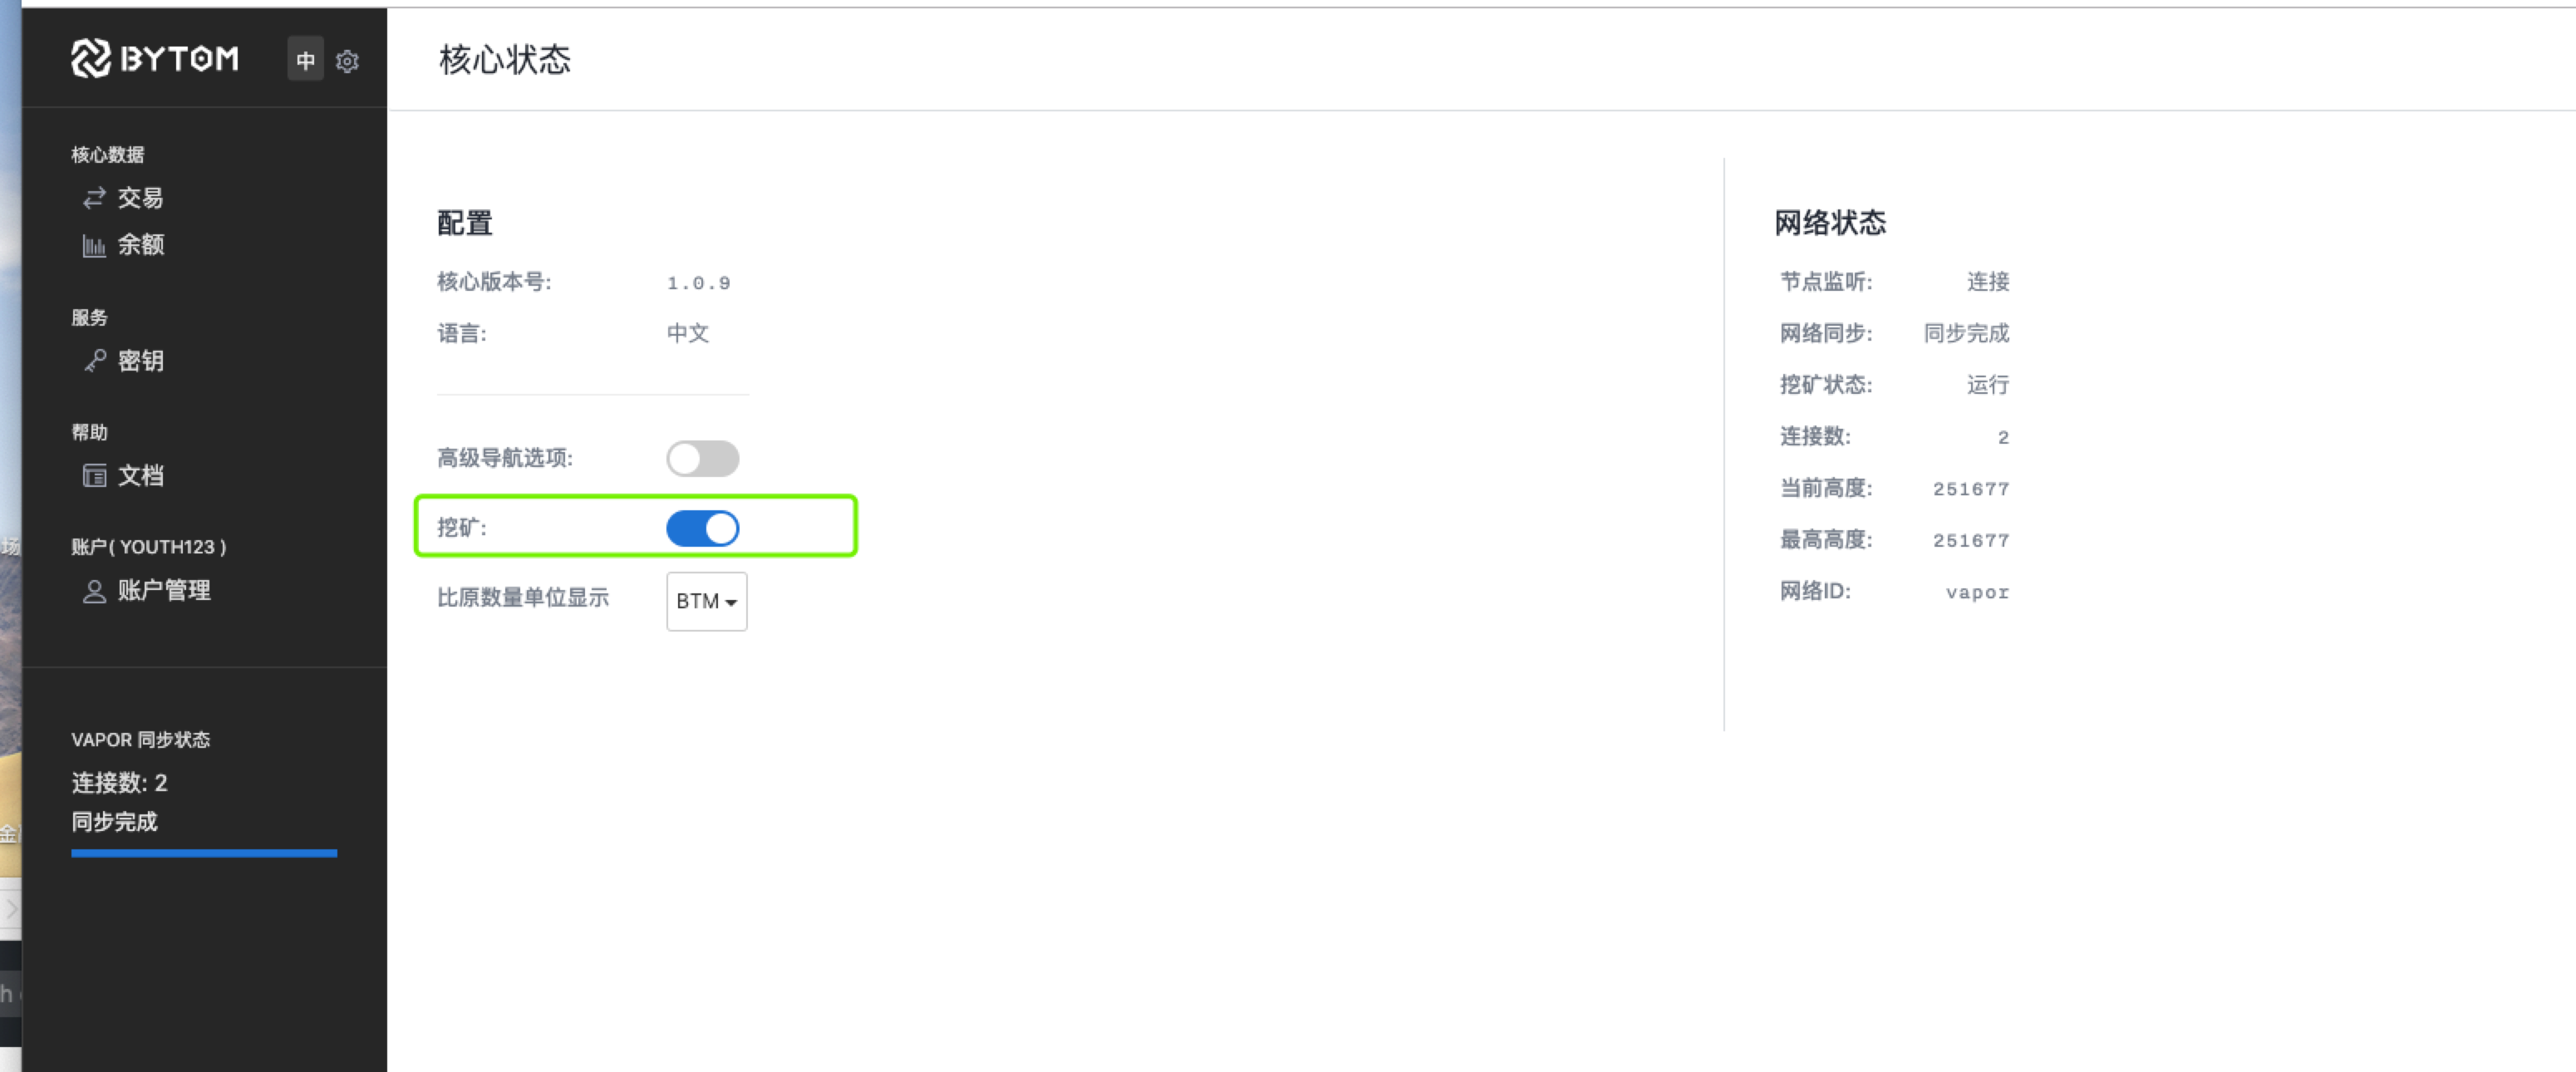 BYTOM 中
核心数据
交易
余额
服务
密钥
帮助
文档
账户( YOUTH123 )
账户管理
VAPOR 同步状态
连接数: 2
同步完成
核心状态
配置
核心版本号: 1.0.9
语言: 中文
高级导航选项:
挖矿:
比原数量单位显示 BTM
网络状态
节点监听: 连接
网络同步: 同步完成
挖矿状态: 运行
连接数: 2
当前高度: 251677
最高高度: 251677
网络ID: vapor
场
金
h